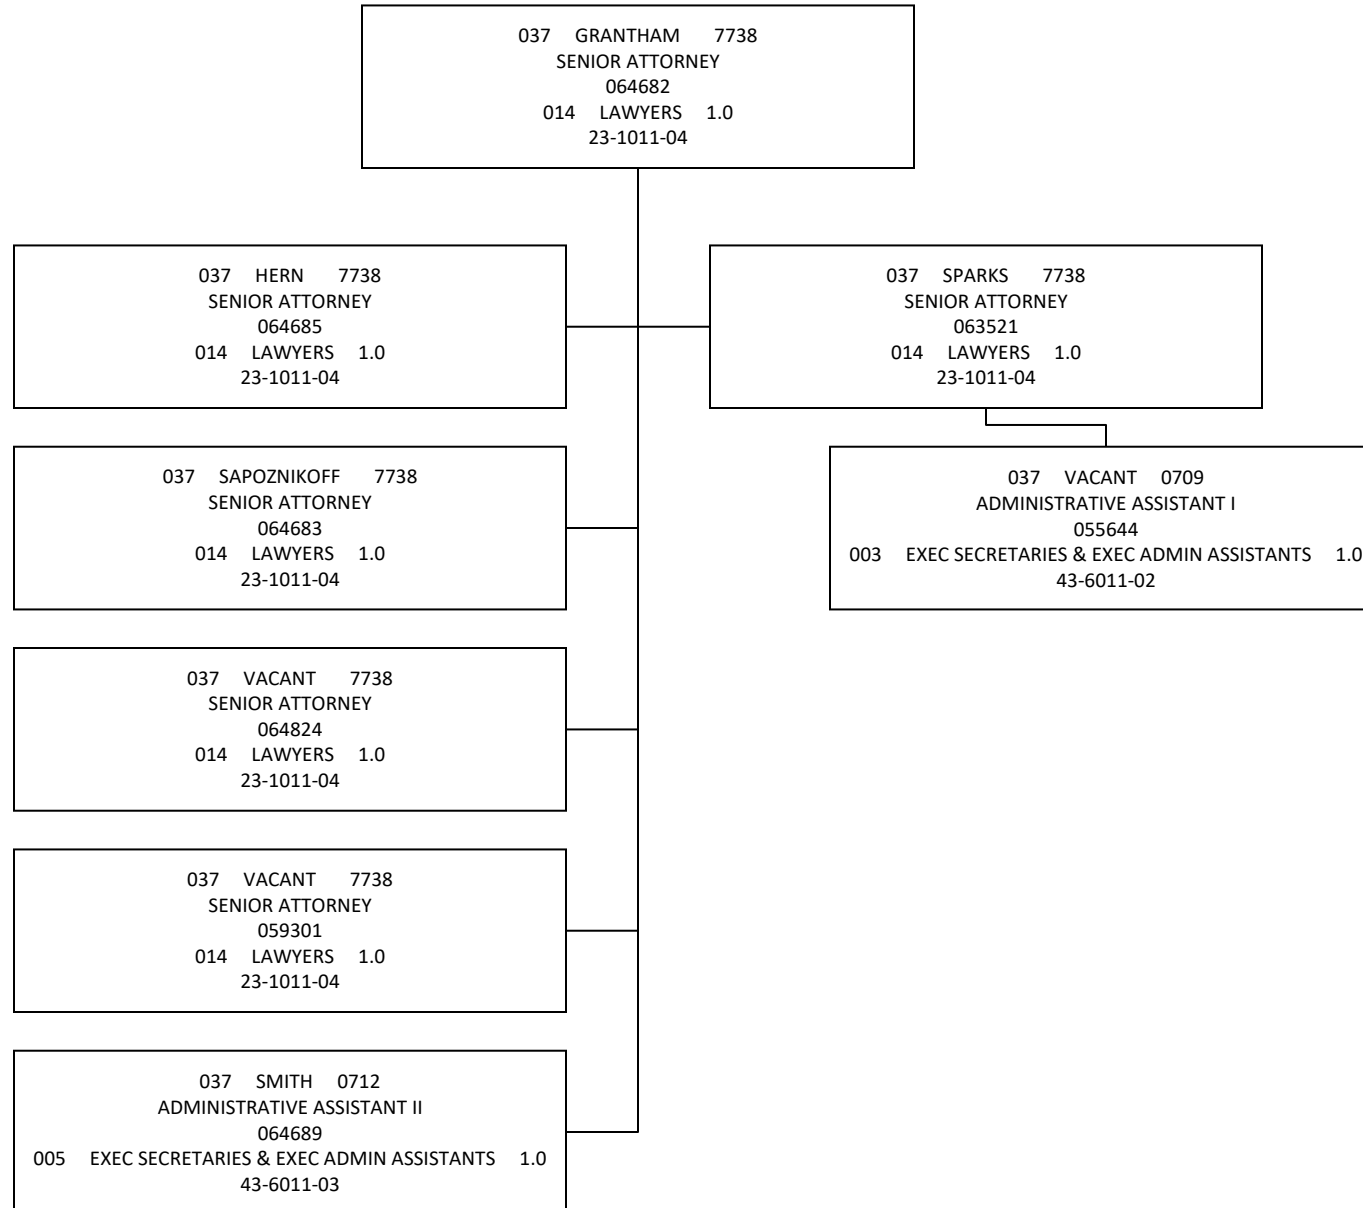 037 GRANTHAM 7738
SENIOR ATTORNEY
064682
014 LAWYERS 1.0
23-1011-04
037 HERN 7738
SENIOR ATTORNEY
064685
014 LAWYERS 1.0
23-1011-04
037 SPARKS 7738
SENIOR ATTORNEY
063521
014 LAWYERS 1.0
23-1011-04
037 SAPOZNIKOFF 7738
SENIOR ATTORNEY
064683
014 LAWYERS 1.0
23-1011-04
037 VACANT 0709
ADMINISTRATIVE ASSISTANT I
055644
003 EXEC SECRETARIES & EXEC ADMIN ASSISTANTS 1.0
43-6011-02
037 VACANT 7738
SENIOR ATTORNEY
064824
014 LAWYERS 1.0
23-1011-04
037 VACANT 7738
SENIOR ATTORNEY
059301
014 LAWYERS 1.0
23-1011-04
037 SMITH 0712
ADMINISTRATIVE ASSISTANT II
064689
005 EXEC SECRETARIES & EXEC ADMIN ASSISTANTS 1.0
43-6011-03